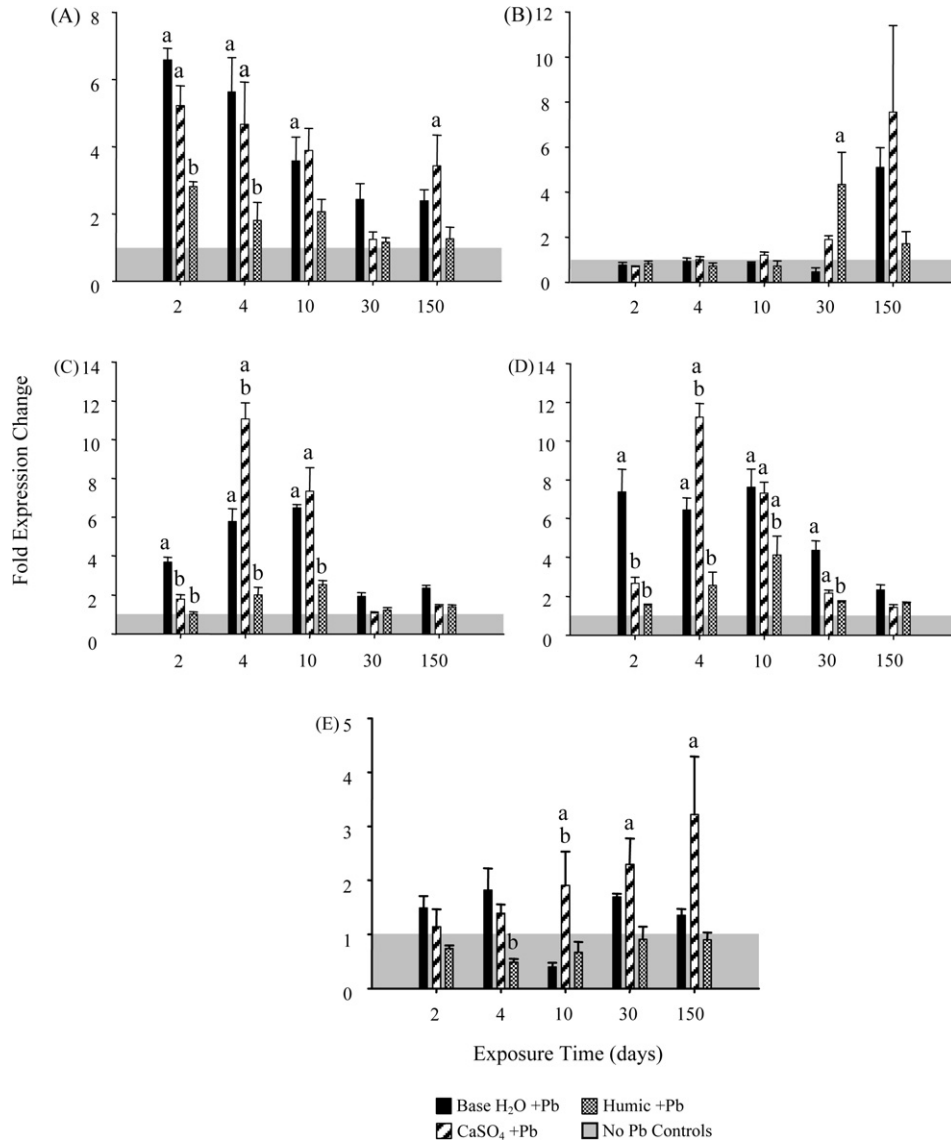 (A)
8
6
4
2
0
a
a
b
a
a
b
a
a
2
4
10
30
150
(B)
12
10
8
6
4
2
0
a
2
4
10
30
150
Fold Expression Change
(C)
14
12
10
8
6
4
2
0
a
b
b
a
a
b
b
a
a
b
2
4
10
30
150
(D)
14
12
10
8
6
4
2
0
a
b
b
a
a
b
b
a
a
a
b
a
a
b
2
4
10
30
150
(E)
5
4
3
2
1
0
b
a
b
a
a
2
4
10
30
150
Exposure Time (days)
Base H₂O +Pb
Humic +Pb
CaSO₄ +Pb
No Pb Controls